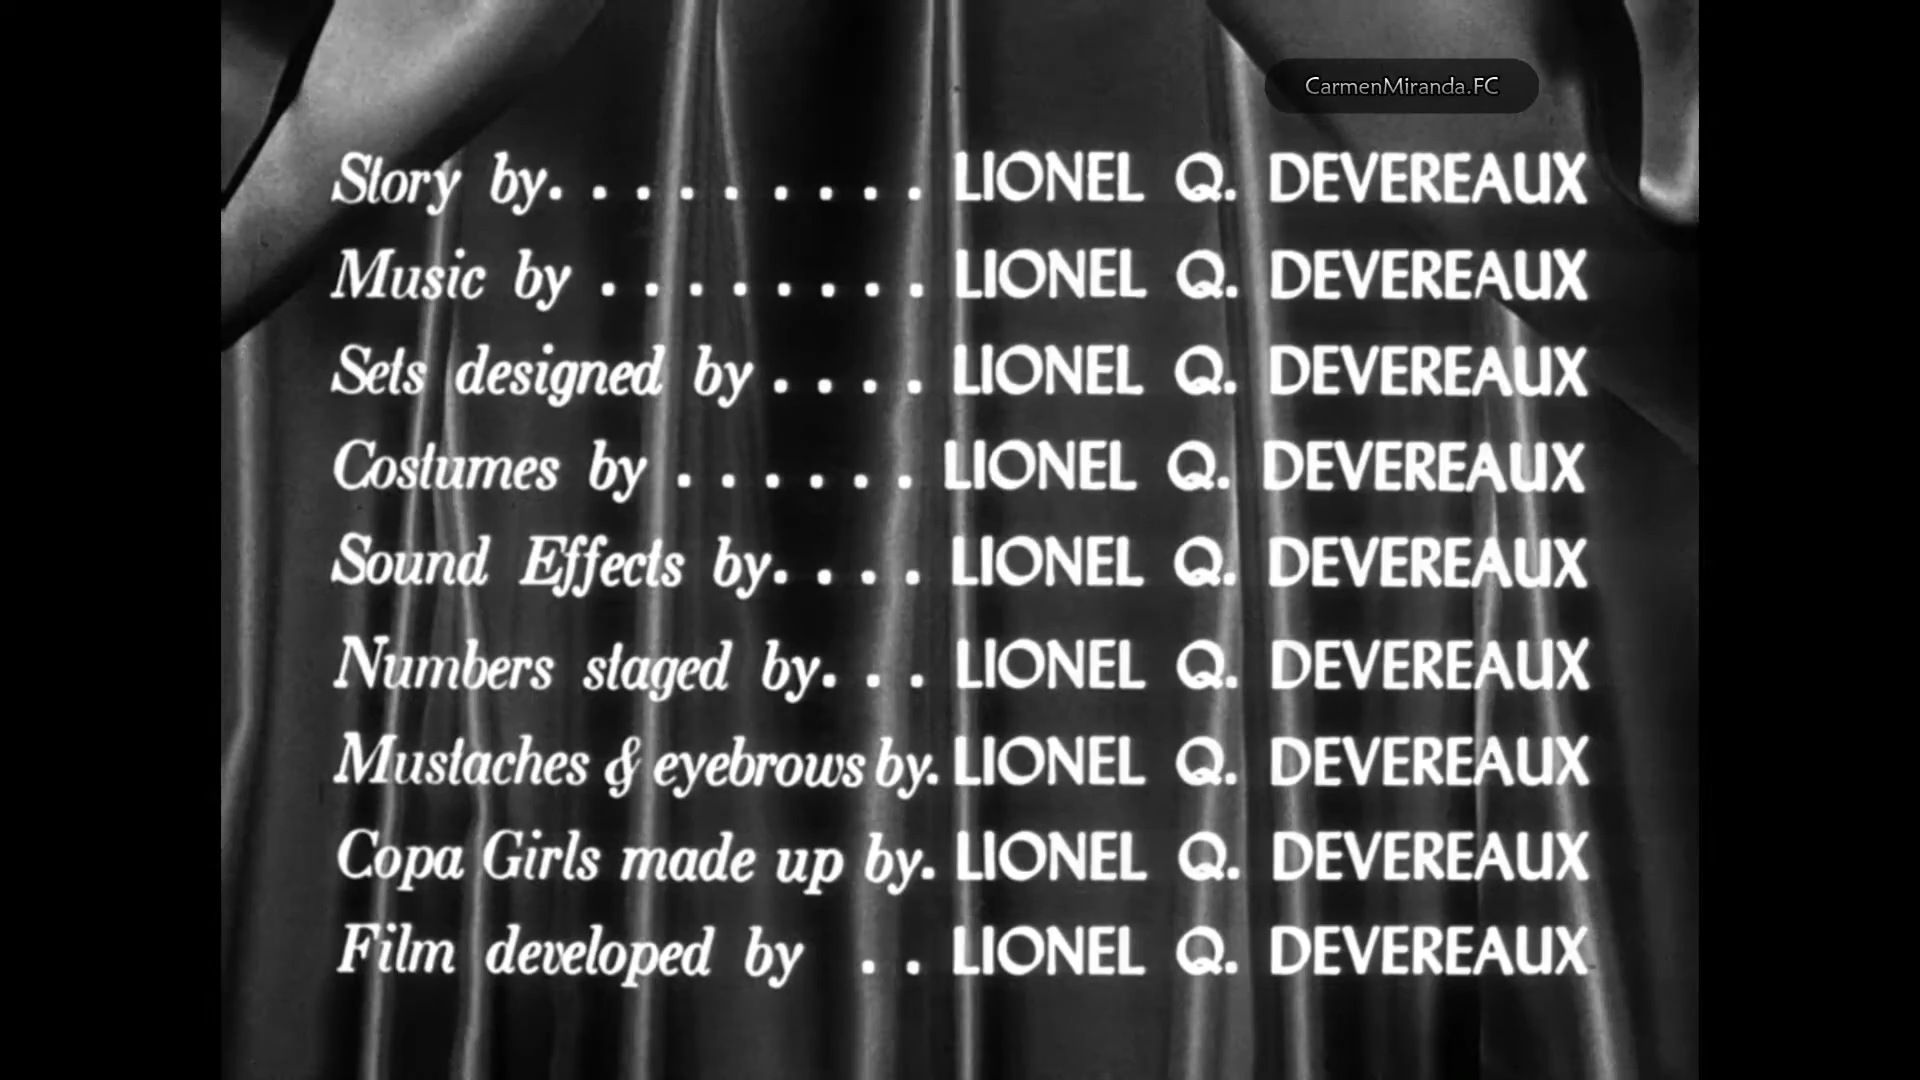 CarmenMiranda.FC
Story by. . . . . . . . . LIONEL Q. DEVEREAUX
Music by . . . . . . . . LIONEL Q. DEVEREAUX
Sets designed by . . . . LIONEL Q. DEVEREAUX
Costumes by . . . . . . LIONEL Q. DEVEREAUX
Sound Effects by. . . . LIONEL Q. DEVEREAUX
Numbers staged by. . . LIONEL Q. DEVEREAUX
Mustaches & eyebrows by. LIONEL Q. DEVEREAUX
Copa Girls made up by. LIONEL Q. DEVEREAUX
Film developed by . . LIONEL Q. DEVEREAUX